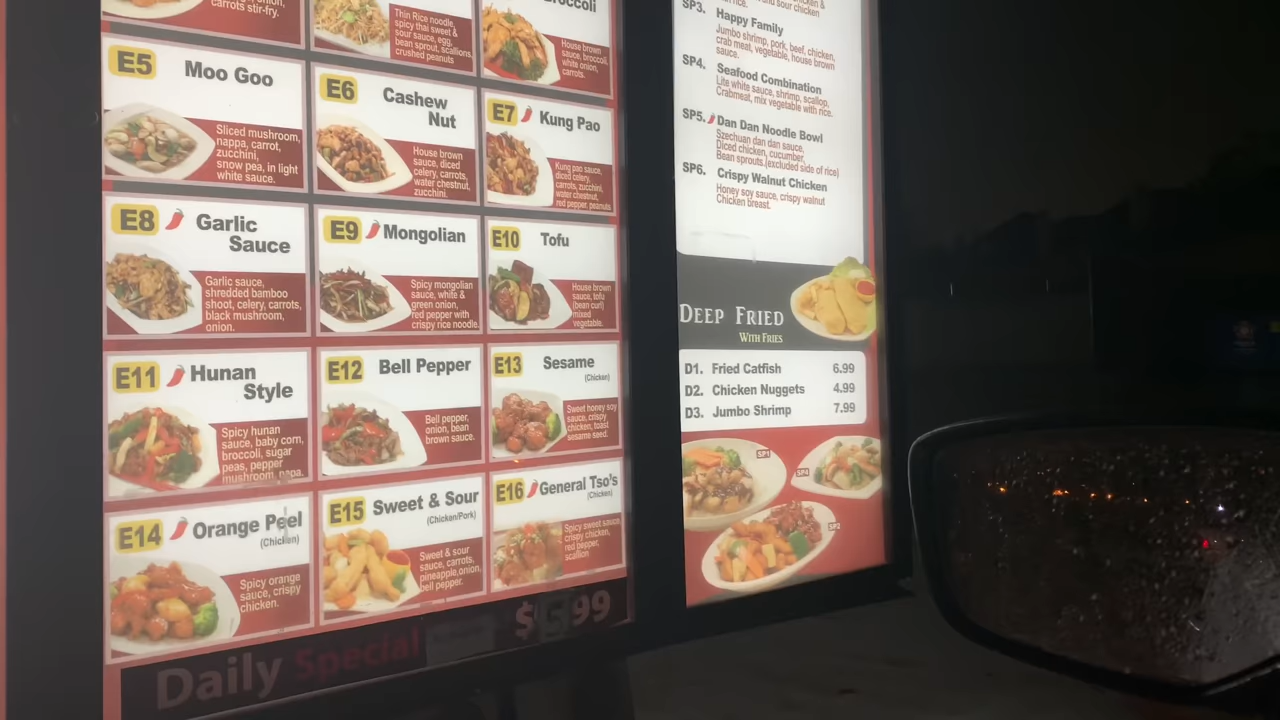 carrots stir-fry.
Thin Rice noodle,
spicy thai sweet &
sour sauce, egg,
bean sprout, scallions
crushed peanuts
Broccoli
House brown
sauce, broccoli,
white onion,
carrots.
E5 Moo Goo
Sliced mushroom,
nappa, carrot,
zucchini,
snow pea, in light
white sauce.
E6 Cashew
Nut
House brown
sauce, diced
celery, carrots,
water chestnut,
zucchini.
E7 Kung Pao
Kung pao sauce,
diced celery,
carrots, zucchini,
water chestnut,
red pepper, peanuts
E8 Garlic
Sauce
Garlic sauce,
shredded bamboo
shoot, celery, carrots,
black mushroom,
onion.
E9 Mongolian
Spicy mongolian
sauce, white &
green onion,
red pepper with
crispy rice noodle.
E10 Tofu
House brown
sauce, tofu
(bean curl)
mixed
vegetable.
E11 Hunan
Style
Spicy hunan
sauce, baby corn,
broccoli, sugar
peas, pepper
mushroom, napa.
E12 Bell Pepper
Bell pepper,
onion, bean
brown sauce.
E13 Sesame
(Chicken)
Sweet honey soy
sauce, crispy
chicken, toast
sesame seed.
E14 Orange Peel
(Chicken)
Spicy orange
sauce, crispy
chicken.
E15 Sweet & Sour
(Chicken/Pork)
Sweet & sour
sauce, carrots,
pineapple,onion,
bell pepper.
E16 General Tso's
(Chicken)
Spicy sweet sauce
crispy chicken,
red pepper,
scallion
Daily Special $5.99
sour chicken
SP3. Happy Family
Jumbo shrimp, pork, beef, chicken,
crab meat, vegetable, house brown
sauce.
SP4. Seafood Combination
Lite white sauce, shrimp, scallop,
Crabmeat, mix vegetable with rice.
SP5. Dan Dan Noodle Bowl
Szechuan dan dan sauce,
Diced chicken, cucumber,
Bean sprouts.(excluded side of rice)
SP6. Crispy Walnut Chicken
Honey soy sauce, crispy walnut
Chicken breast.
DEEP FRIED
WITH FRIES
D1. Fried Catfish 6.99
D2. Chicken Nuggets 4.99
D3. Jumbo Shrimp 7.99
SP1
SP4
SP2